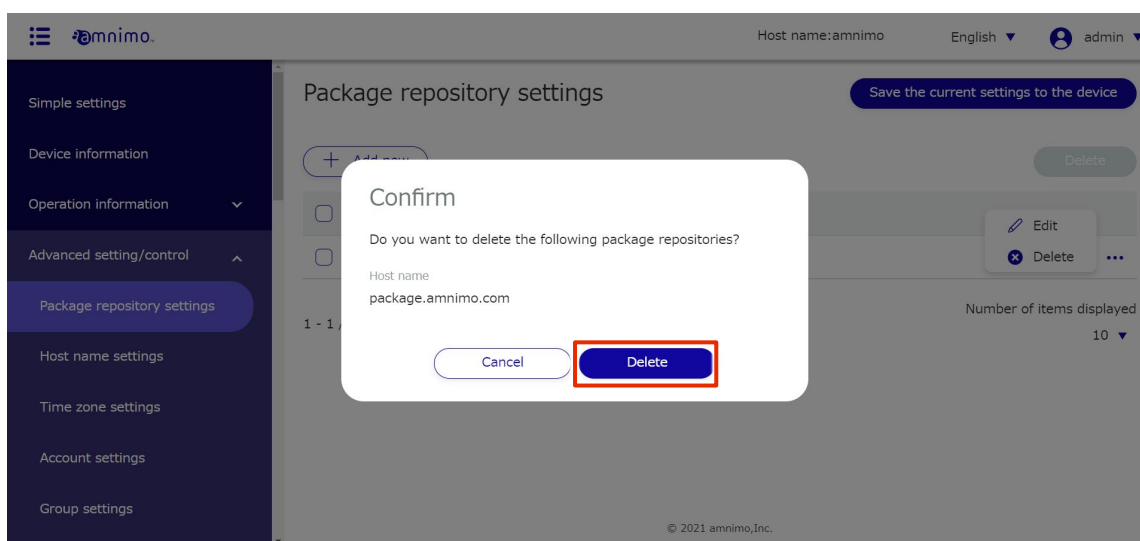 amnimo
Host name:amnimo
English
admin
Simple settings
Device information
Operation information
Advanced setting/control
Package repository settings
Host name settings
Time zone settings
Account settings
Group settings
Package repository settings
Save the current settings to the device
Add new
Delete
Edit
Delete
1 - 1 /
Number of items displayed
10
Confirm
Do you want to delete the following package repositories?
Host name
package.amnimo.com
Cancel
Delete
© 2021 amnimo,Inc.